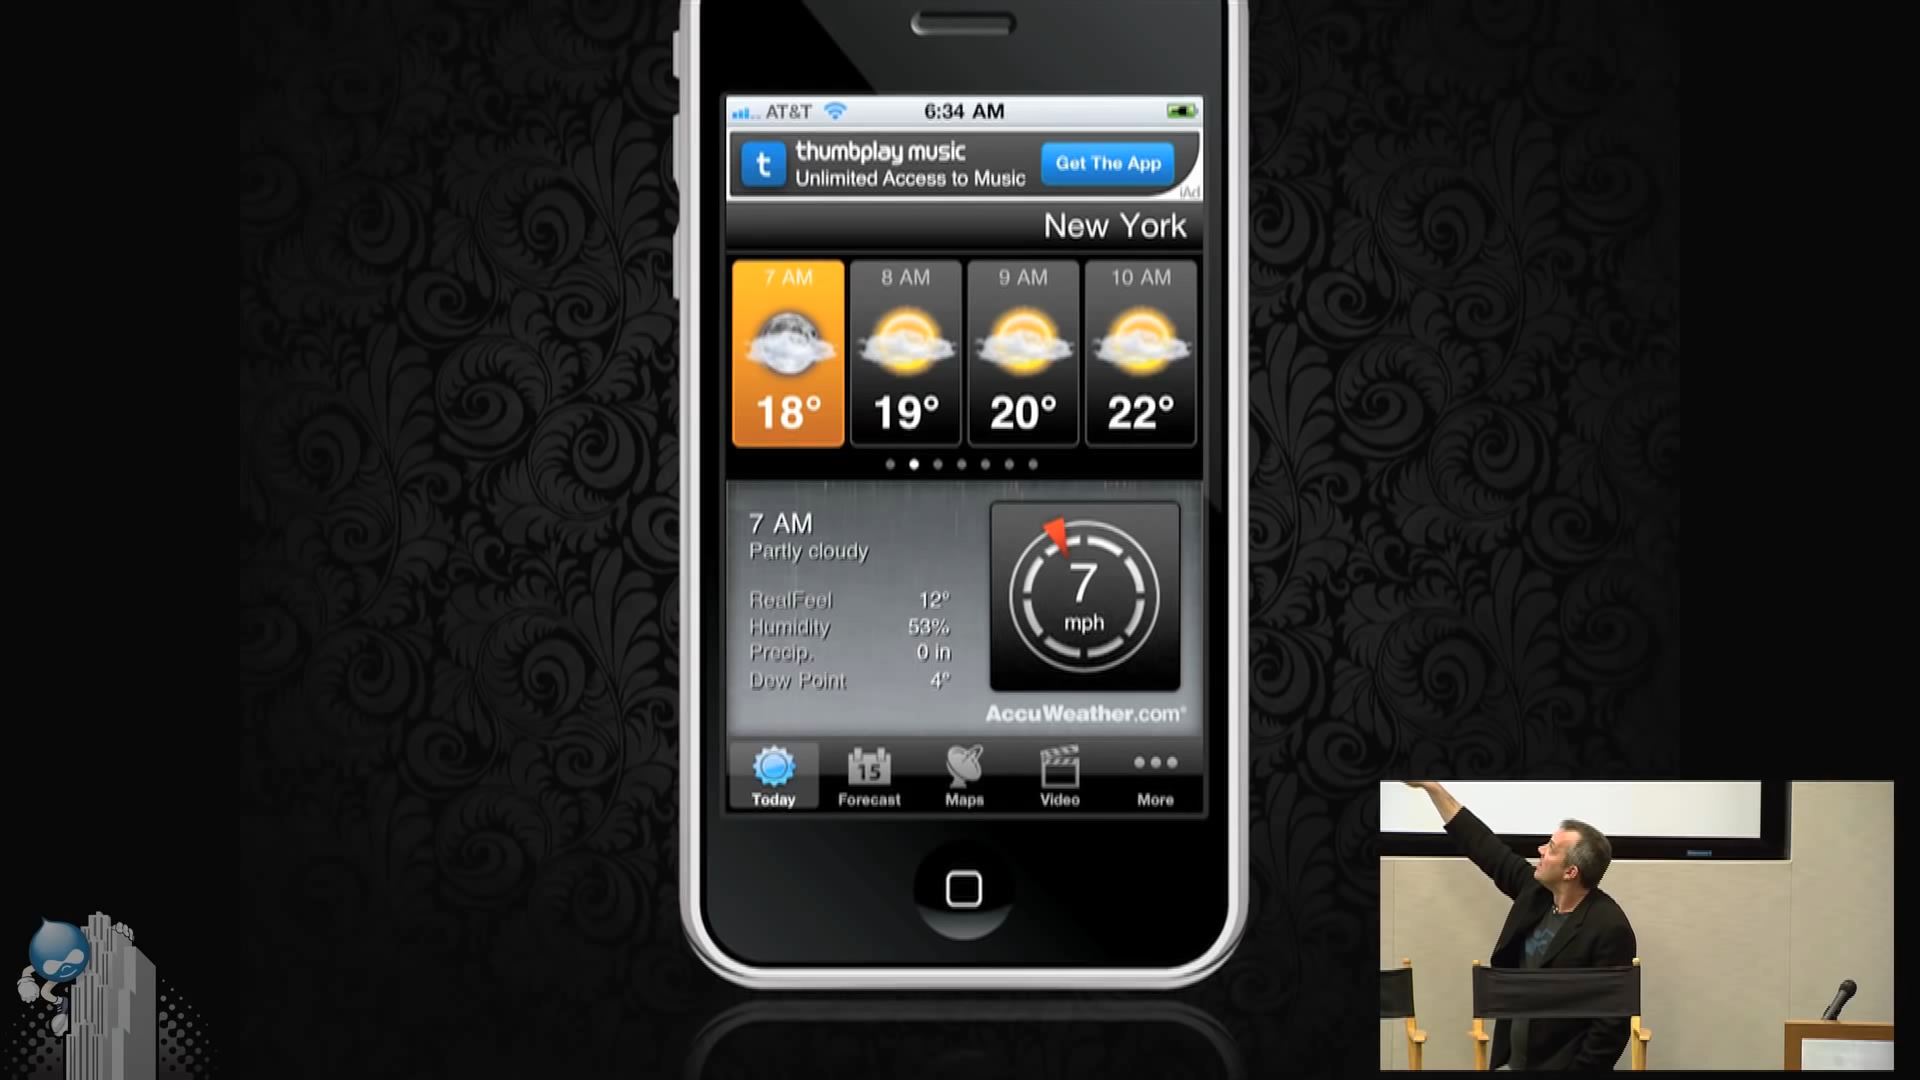 AT&T
6:34 AM
t
thumbplay music
Unlimited Access to Music
Get The App
iAd
New York
7 AM
8 AM
9 AM
10 AM
18°
19°
20°
22°
7 AM
Partly cloudy
RealFeel 12°
Humidity 53%
Precip. 0 in
Dew Point 4°
7
mph
AccuWeather.com®
15
Today
Forecast
Maps
Video
More